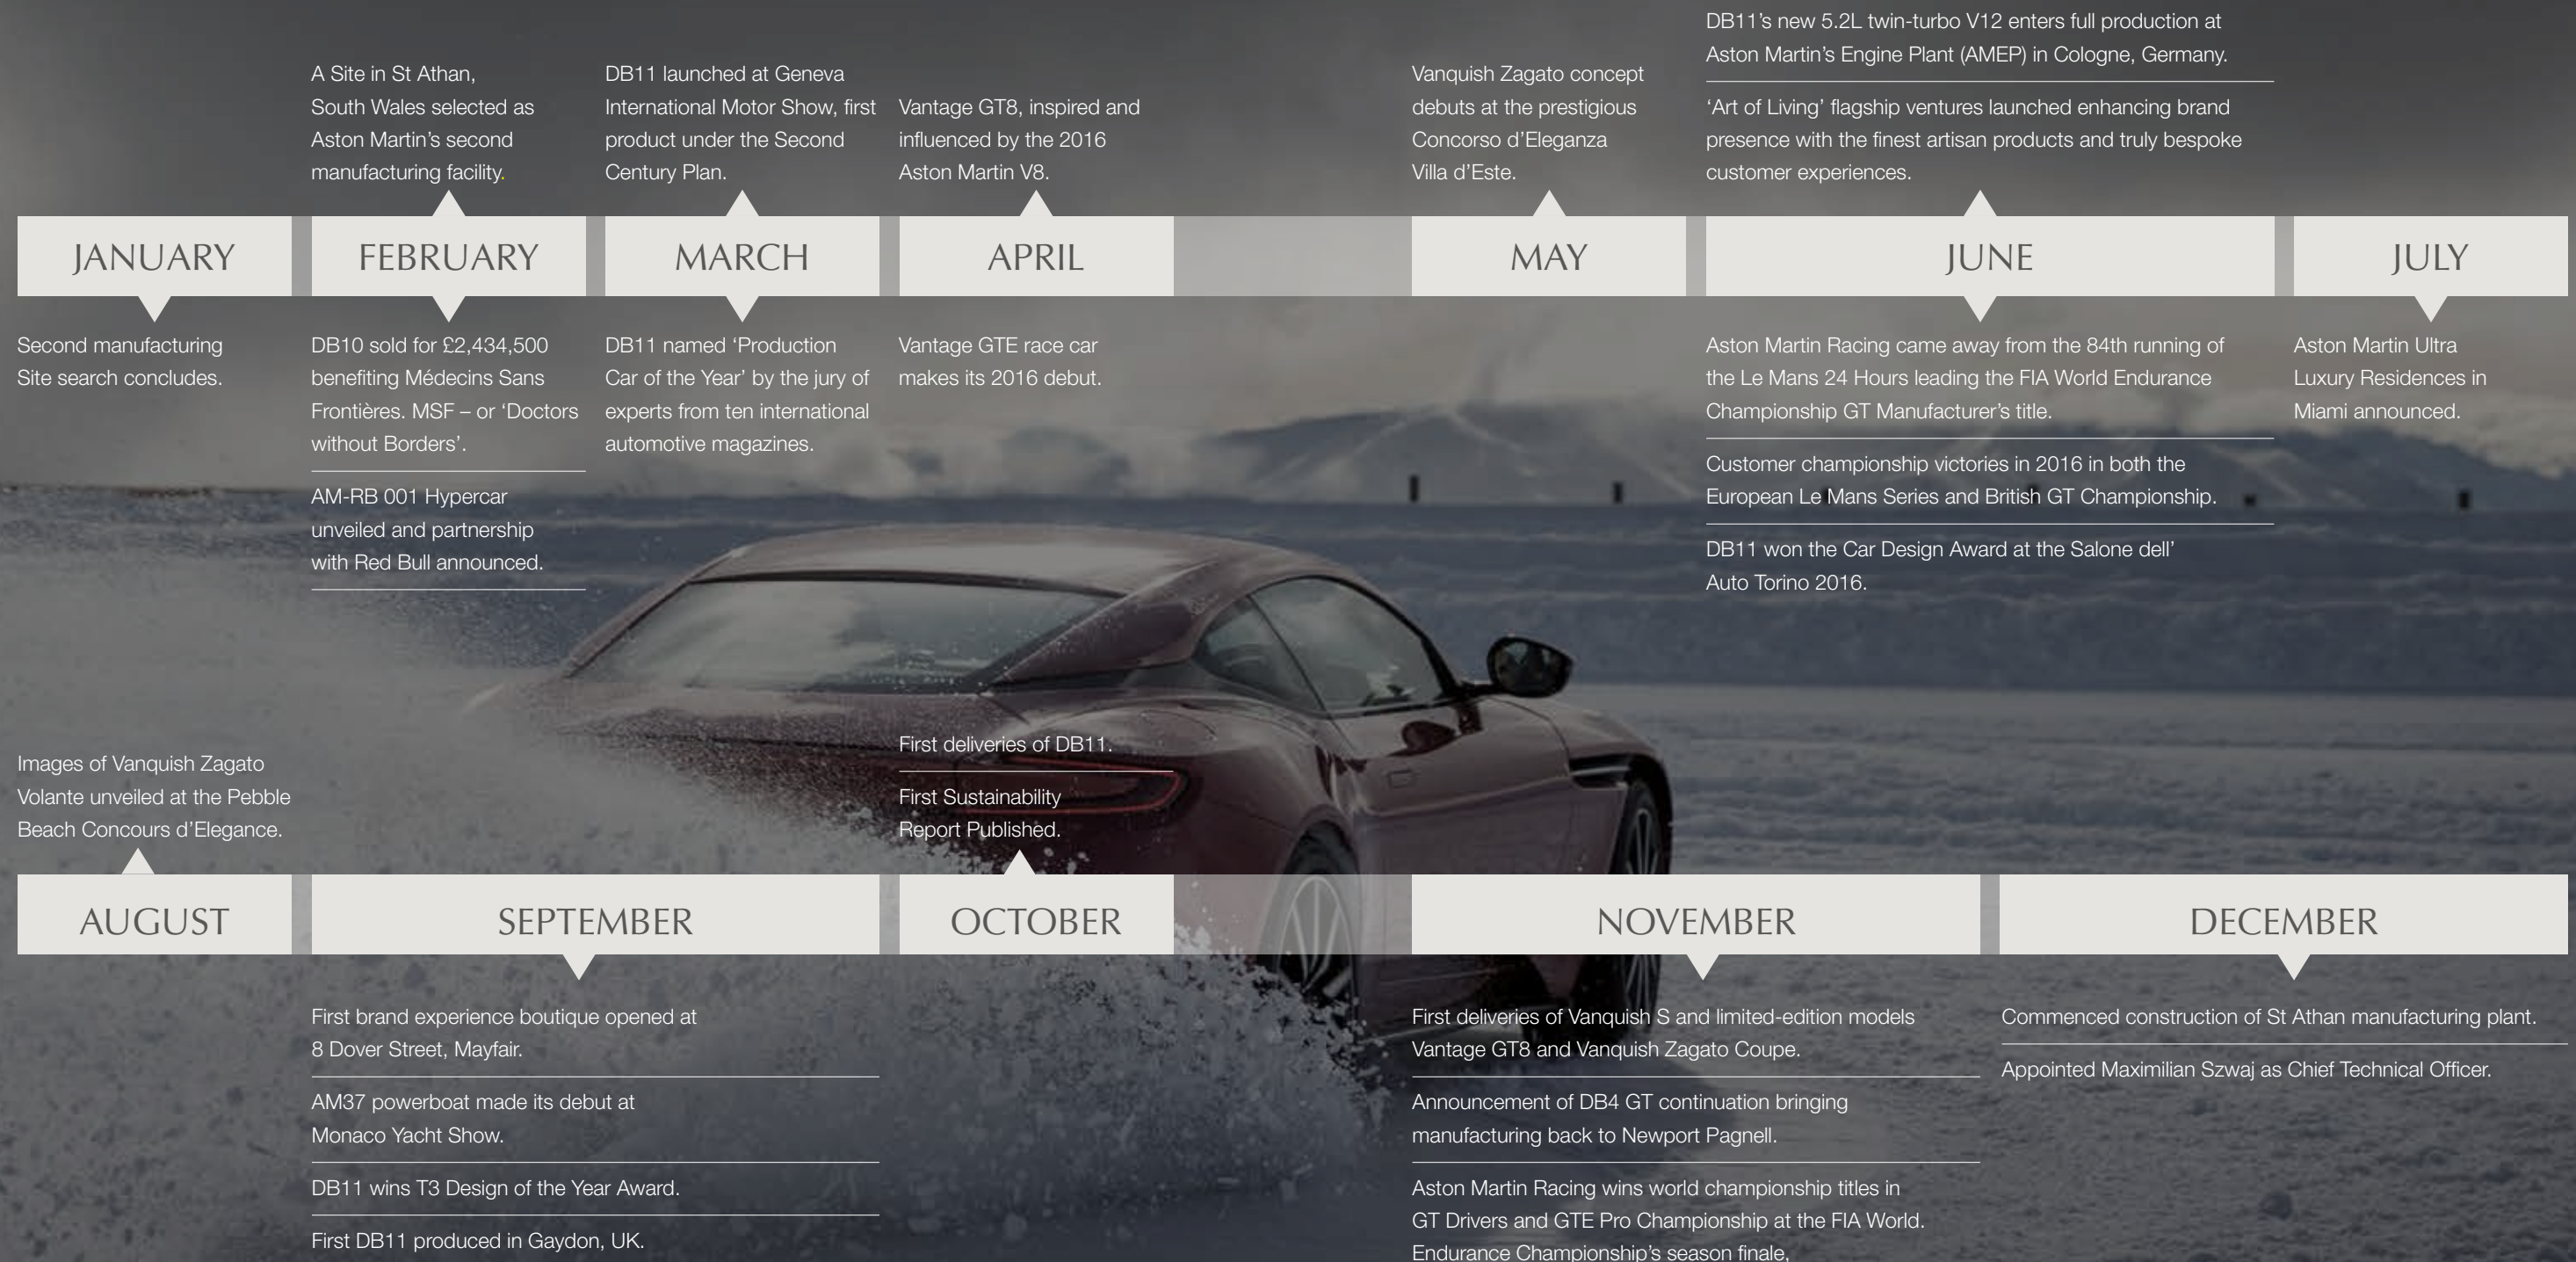 A Site in St Athan,
South Wales selected as
Aston Martin’s second
manufacturing facility.
DB11 launched at Geneva
International Motor Show, first
product under the Second
Century Plan.
Vantage GT8, inspired and
influenced by the 2016
Aston Martin V8.
Vanquish Zagato concept
debuts at the prestigious
Concorso d’Eleganza
Villa d’Este.
DB11’s new 5.2L twin-turbo V12 enters full production at
Aston Martin’s Engine Plant (AMEP) in Cologne, Germany.
‘Art of Living’ flagship ventures launched enhancing brand
presence with the finest artisan products and truly bespoke
customer experiences.
JANUARY
FEBRUARY
MARCH
APRIL
MAY
JUNE
JULY
Second manufacturing
Site search concludes.
DB10 sold for £2,434,500
benefiting Médecins Sans
Frontières. MSF – or ‘Doctors
without Borders’.
AM-RB 001 Hypercar
unveiled and partnership
with Red Bull announced.
DB11 named ‘Production
Car of the Year’ by the jury of
experts from ten international
automotive magazines.
Vantage GTE race car
makes its 2016 debut.
Aston Martin Racing came away from the 84th running of
the Le Mans 24 Hours leading the FIA World Endurance
Championship GT Manufacturer’s title.
Customer championship victories in 2016 in both the
European Le Mans Series and British GT Championship.
DB11 won the Car Design Award at the Salone dell’
Auto Torino 2016.
Aston Martin Ultra
Luxury Residences in
Miami announced.
Images of Vanquish Zagato
Volante unveiled at the Pebble
Beach Concours d’Elegance.
First deliveries of DB11.
First Sustainability
Report Published.
AUGUST
SEPTEMBER
OCTOBER
NOVEMBER
DECEMBER
First brand experience boutique opened at
8 Dover Street, Mayfair.
AM37 powerboat made its debut at
Monaco Yacht Show.
DB11 wins T3 Design of the Year Award.
First DB11 produced in Gaydon, UK.
First deliveries of Vanquish S and limited-edition models
Vantage GT8 and Vanquish Zagato Coupe.
Announcement of DB4 GT continuation bringing
manufacturing back to Newport Pagnell.
Aston Martin Racing wins world championship titles in
GT Drivers and GTE Pro Championship at the FIA World.
Endurance Championship’s season finale,
Commenced construction of St Athan manufacturing plant.
Appointed Maximilian Szwaj as Chief Technical Officer.